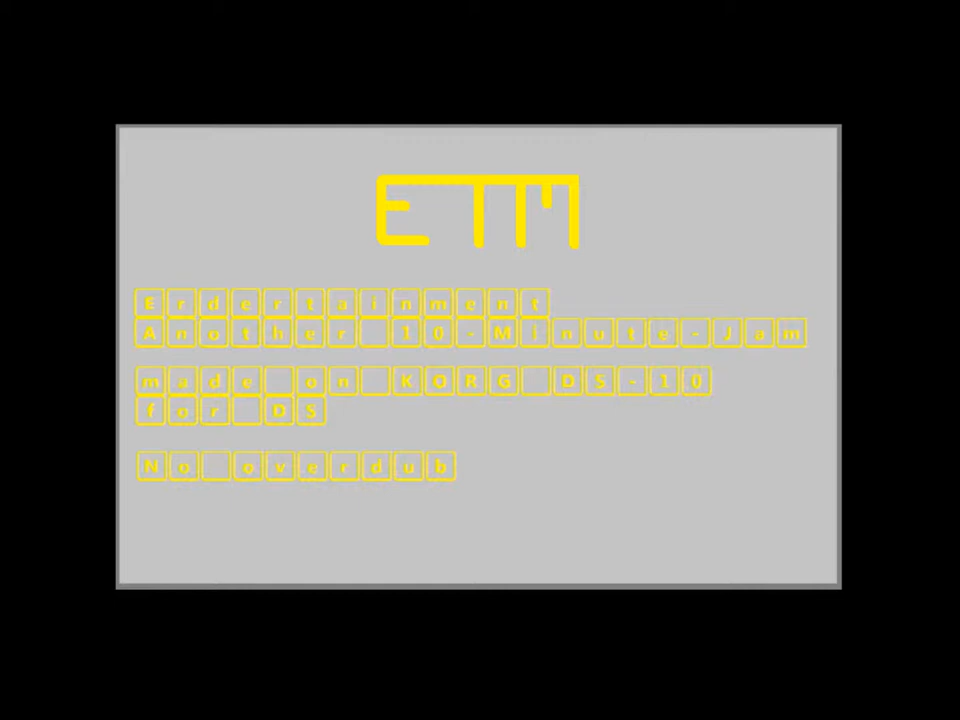 ETM
Erdertainment
Another 10-Minute-Jam
made on KORG DS-10
for DS
No overdub